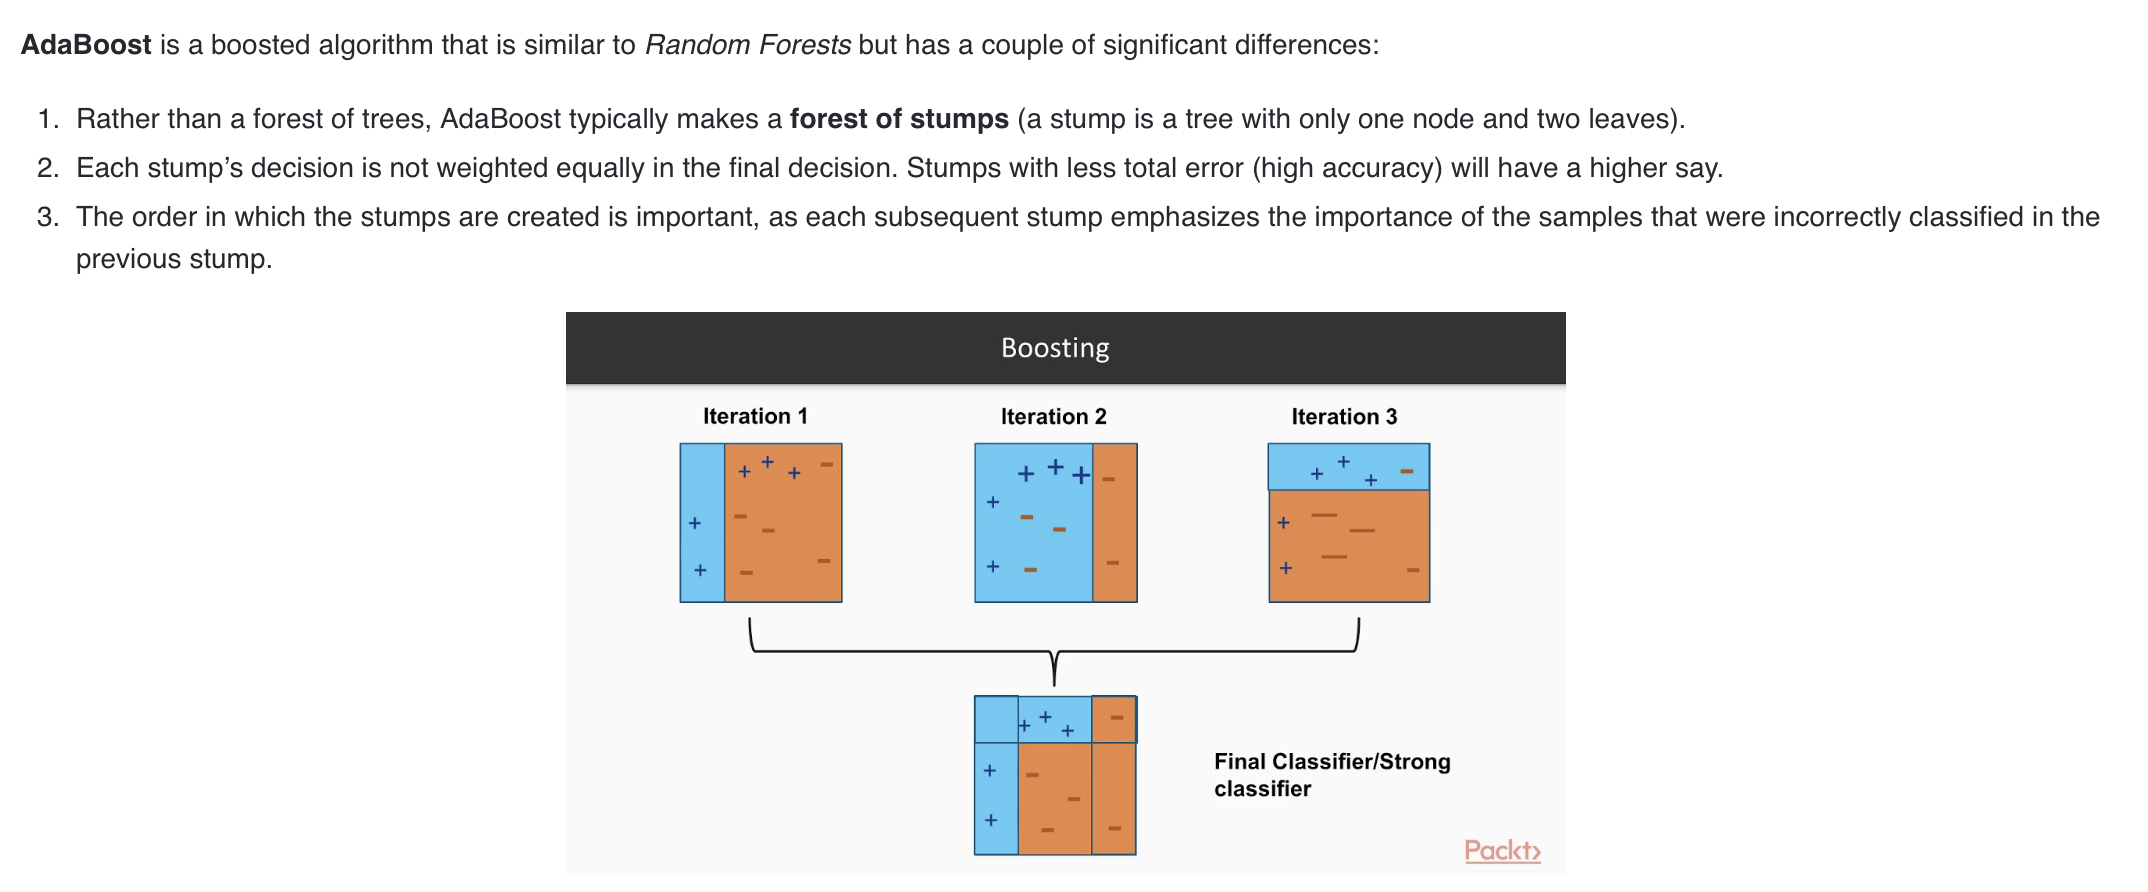 AdaBoost is a boosted algorithm that is similar to Random Forests but has a couple of significant differences:
1. Rather than a forest of trees, AdaBoost typically makes a forest of stumps (a stump is a tree with only one node and two leaves).
2. Each stump’s decision is not weighted equally in the final decision. Stumps with less total error (high accuracy) will have a higher say.
3. The order in which the stumps are created is important, as each subsequent stump emphasizes the importance of the samples that were incorrectly classified in the
previous stump.
Boosting
Iteration 1
Iteration 2
Iteration 3
Final Classifier/Strong
classifier
Packt>